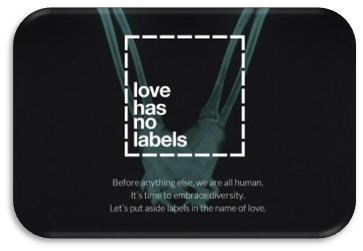 love
has
no
labels
Before anything else, we are all human.
It's time to embrace diversity.
Let's put aside labels in the name of love.